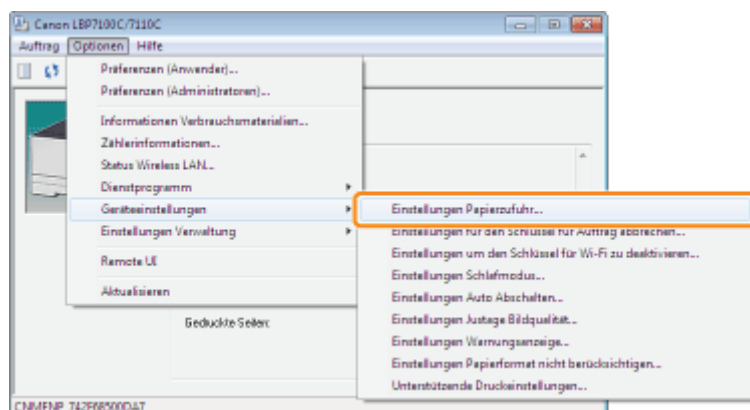 Canon LBP7100C/7110C
Auftrag Optionen Hilfe
Präferenzen (Anwender)...
Präferenzen (Administratoren)...
Informationen Verbrauchsmaterialien...
Zählerinformationen...
Status Wireless LAN...
Dienstprogramm
Geräteeinstellungen
Einstellungen Verwaltung
Remote UI
Aktualisieren
Einstellungen Papierzufuhr...
Einstellungen für den Schlüssel für Auftrag abbrechen...
Einstellungen um den Schlüssel für Wi-Fi zu deaktivieren...
Einstellungen Schlafmodus...
Einstellungen Auto Abschalten...
Einstellungen Justage Bildqualität...
Einstellungen Warnungsanzeige...
Einstellungen Papierformat nicht berücksichtigen...
Unterstützende Druckeinstellungen...
Geduckte Seiten: